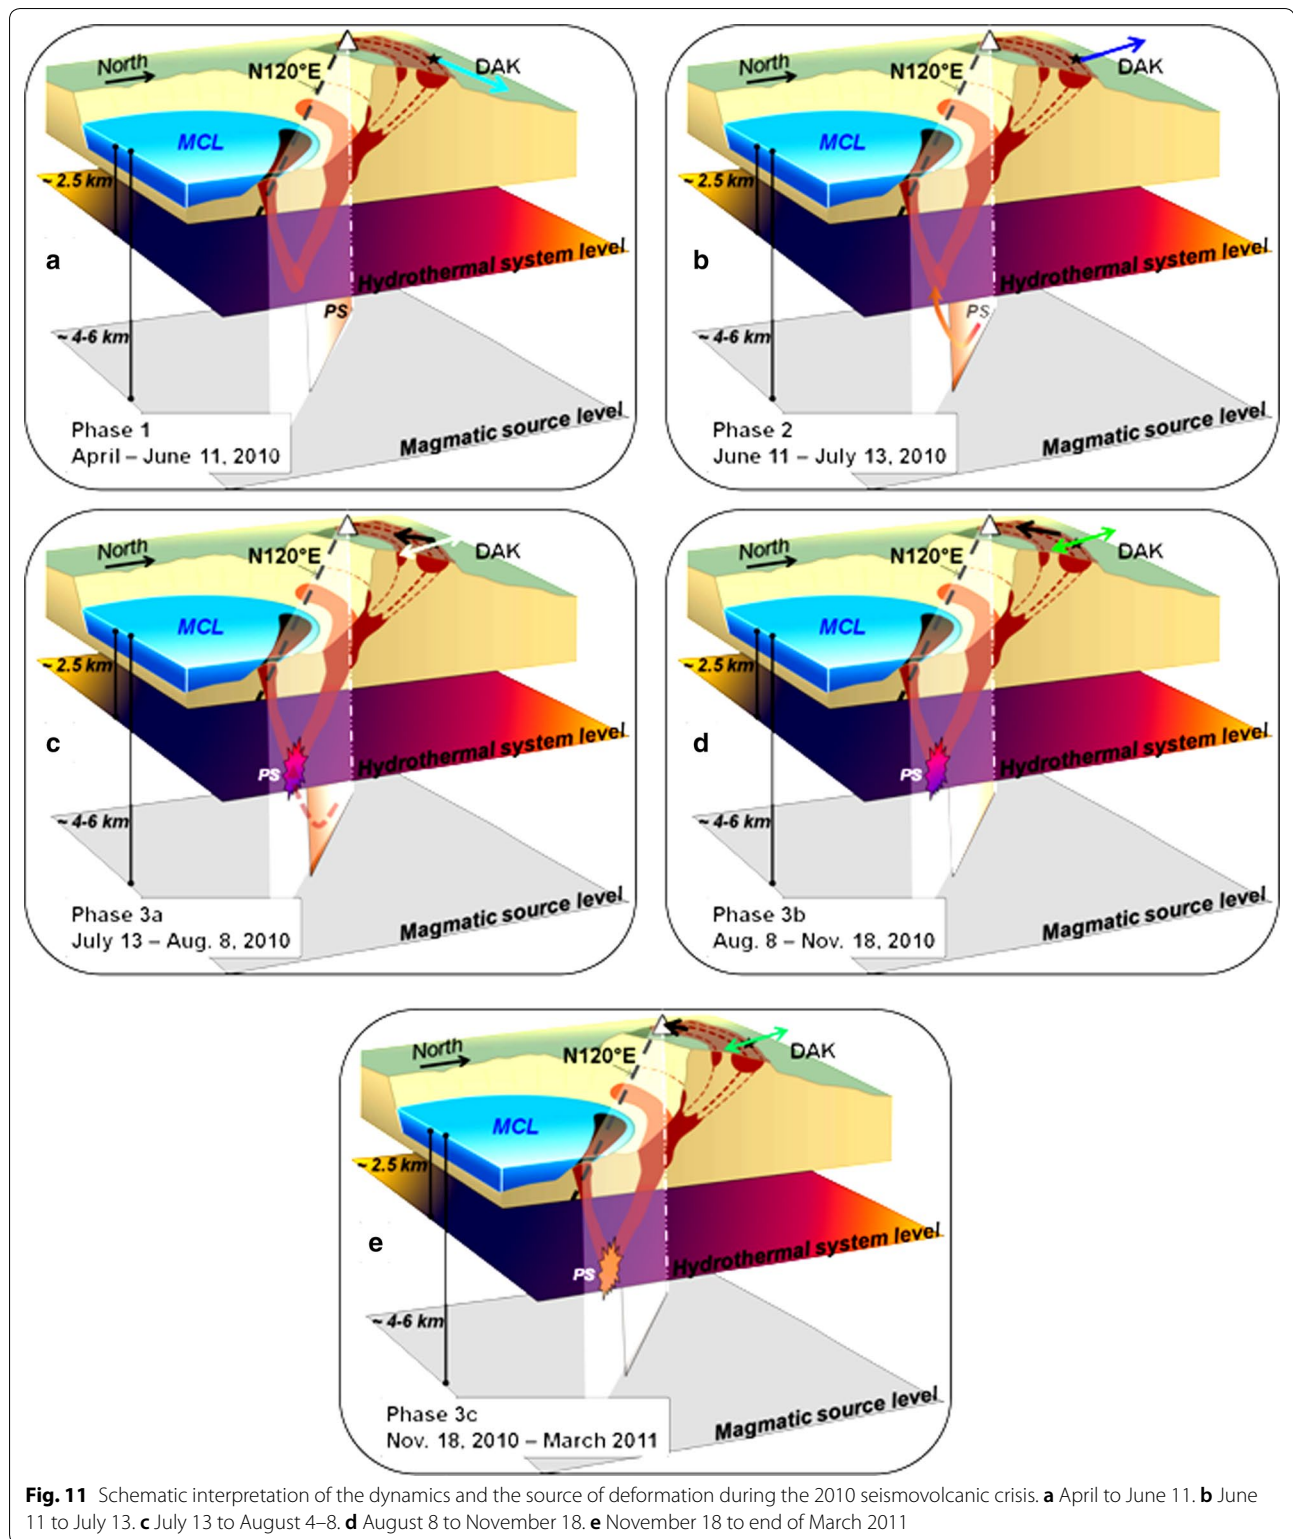 North
N120°E
DAK
MCL
~ 2.5 km
a
Hydrothermal system level
PS
~ 4-6 km
Magmatic source level
Phase 1
April – June 11, 2010
North
N120°E
DAK
MCL
~ 2.5 km
b
Hydrothermal system level
PS
~ 4-6 km
Magmatic source level
Phase 2
June 11 – July 13, 2010
North
N120°E
DAK
MCL
~ 2.5 km
c
Hydrothermal system level
PS
~ 4-6 km
Magmatic source level
Phase 3a
July 13 – Aug. 8, 2010
North
N120°E
DAK
MCL
~ 2.5 km
d
Hydrothermal system level
PS
~ 4-6 km
Magmatic source level
Phase 3b
Aug. 8 – Nov. 18, 2010
North
N120°E
DAK
MCL
~ 2.5 km
e
Hydrothermal system level
PS
~ 4-6 km
Magmatic source level
Phase 3c
Nov. 18, 2010 – March 2011
Fig. 11 Schematic interpretation of the dynamics and the source of deformation during the 2010 seismovolcanic crisis. a April to June 11. b June
11 to July 13. c July 13 to August 4–8. d August 8 to November 18. e November 18 to end of March 2011